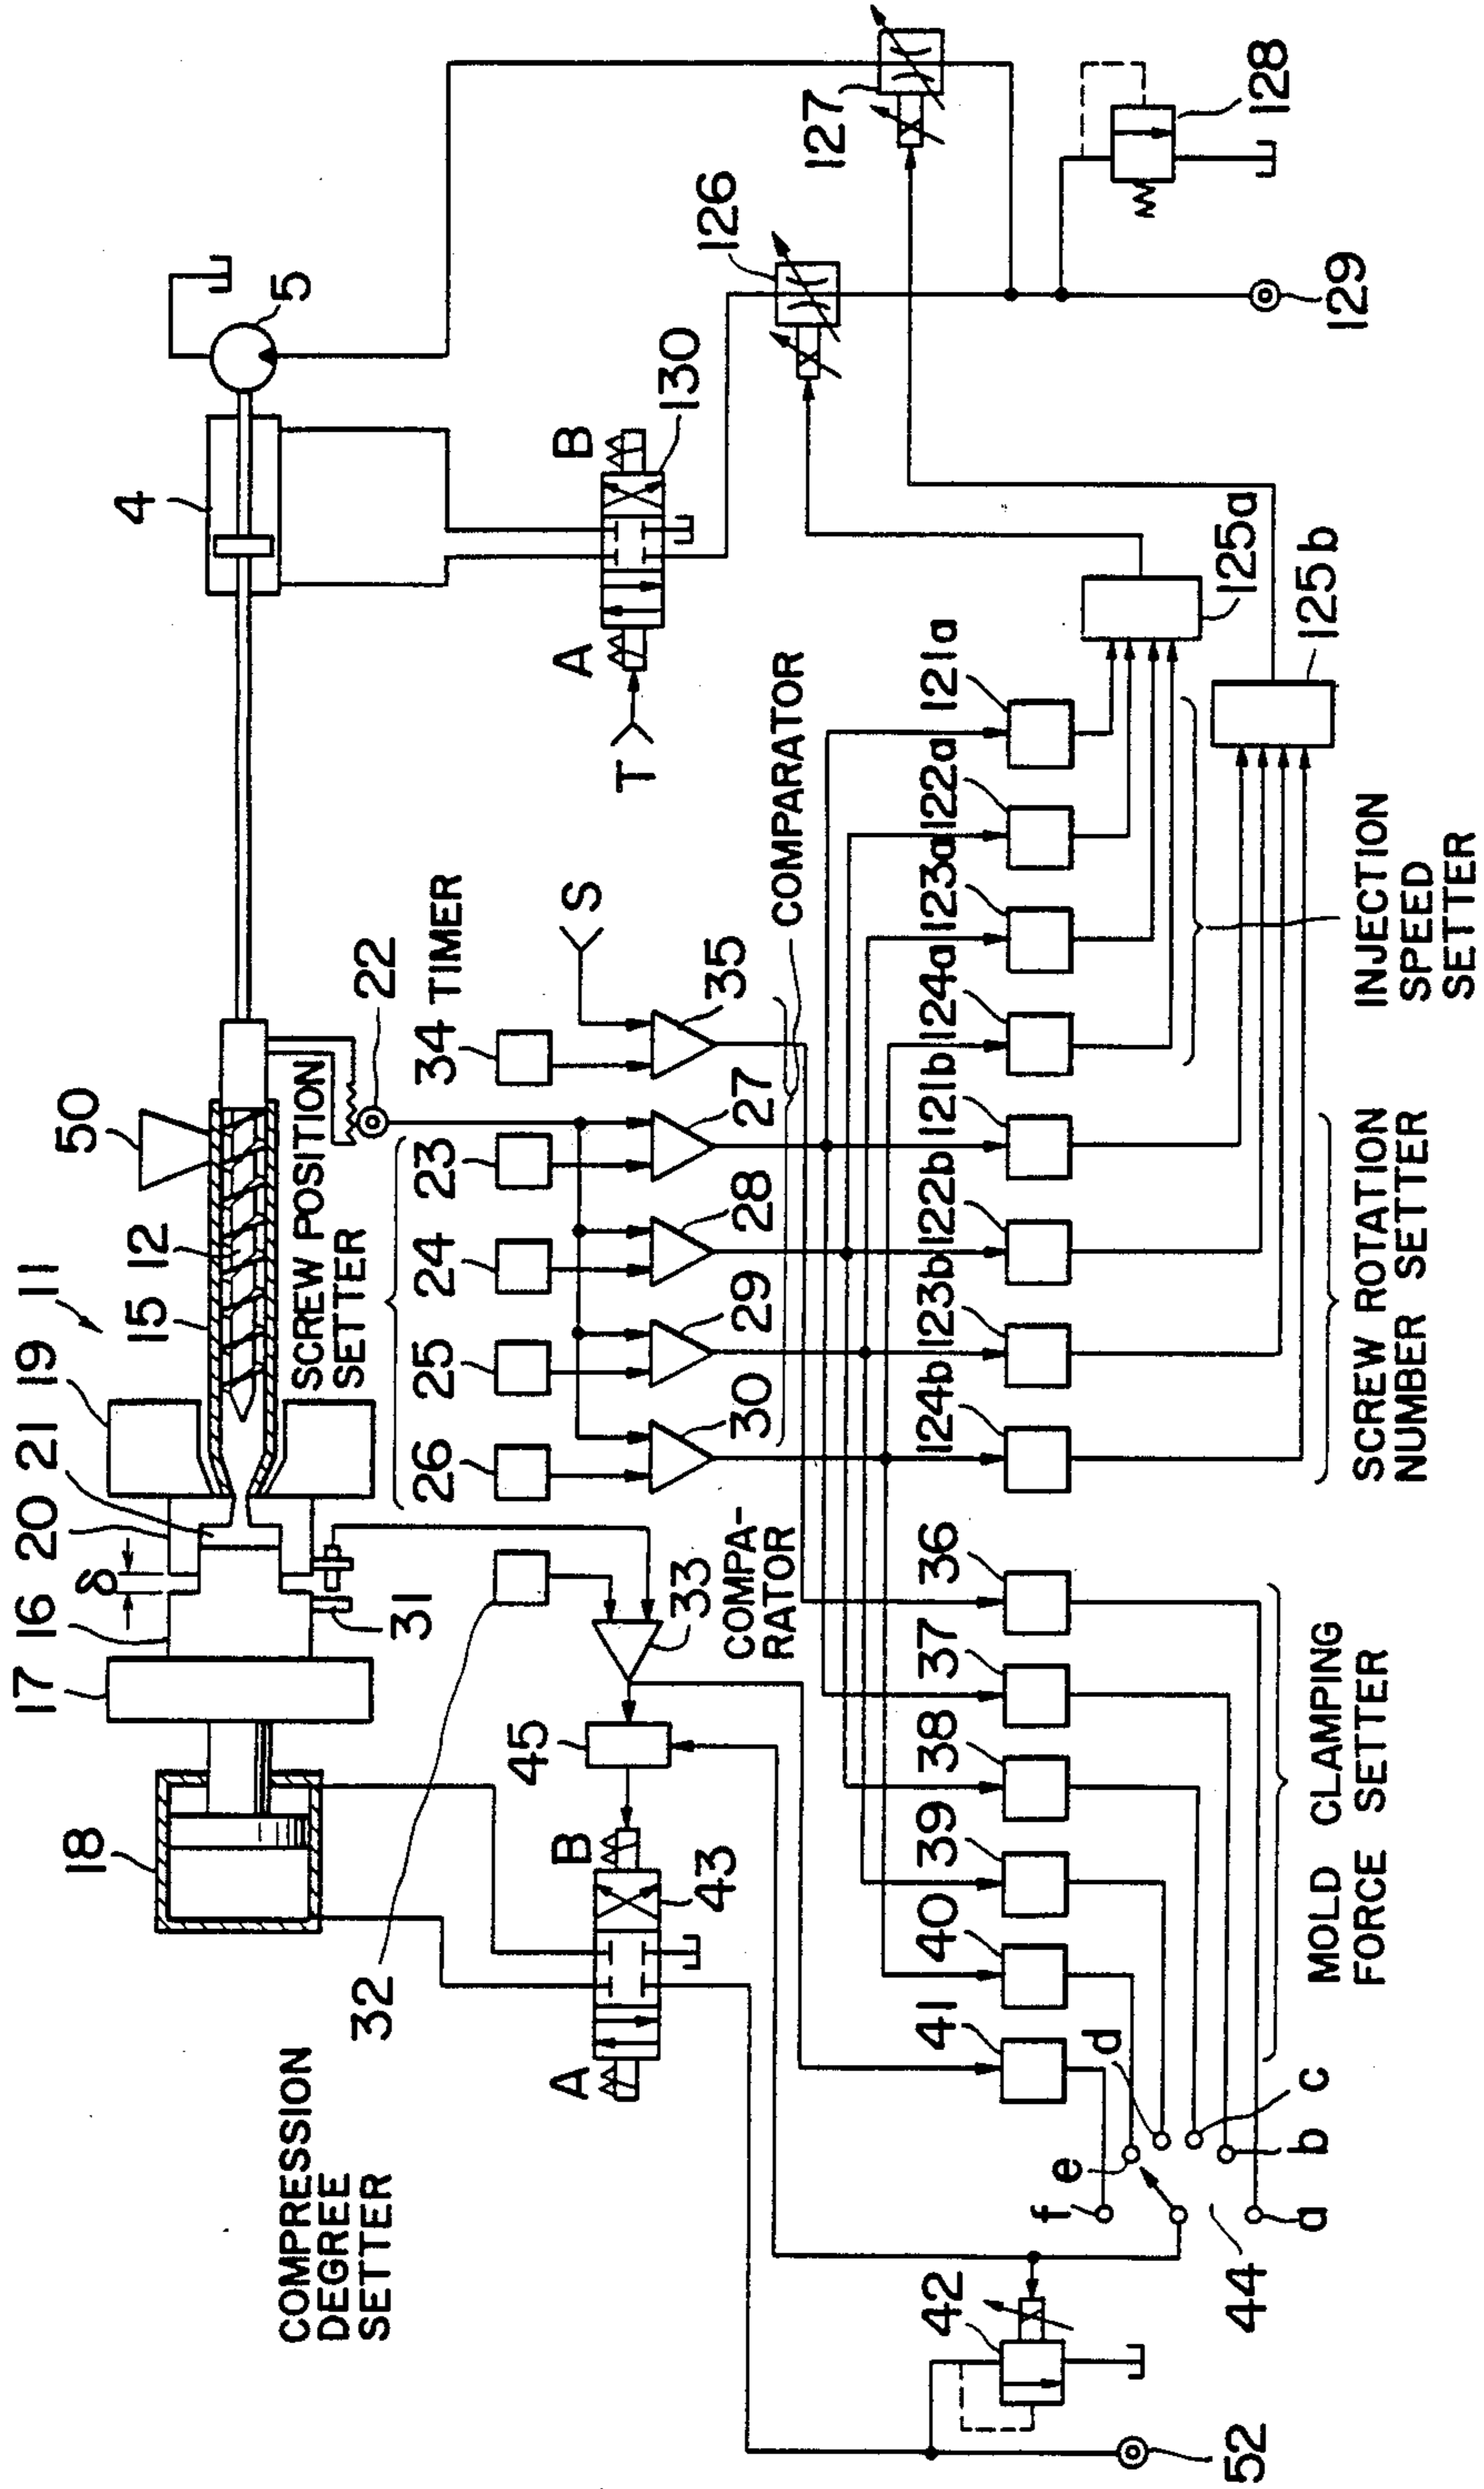 11
50
19
21
20
16
17
18
δ
15
12
4
5
31
22
SCREW POSITION
SETTER
COMPRESSION
DEGREE
SETTER
32
26
25
24
23
34 TIMER
S
T
A
B
130
126
127
128
129
A
B
43
45
33
COMPA-
RATOR
30
29
28
27
35
COMPARATOR
41
40
39
38
37
36
124b
123b
122b
121b
124a
123a
122a
121a
125a
125b
42
44
52
f
e
d
c
b
a
MOLD CLAMPING
FORCE SETTER
SCREW ROTATION
NUMBER SETTER
INJECTION
SPEED
SETTER